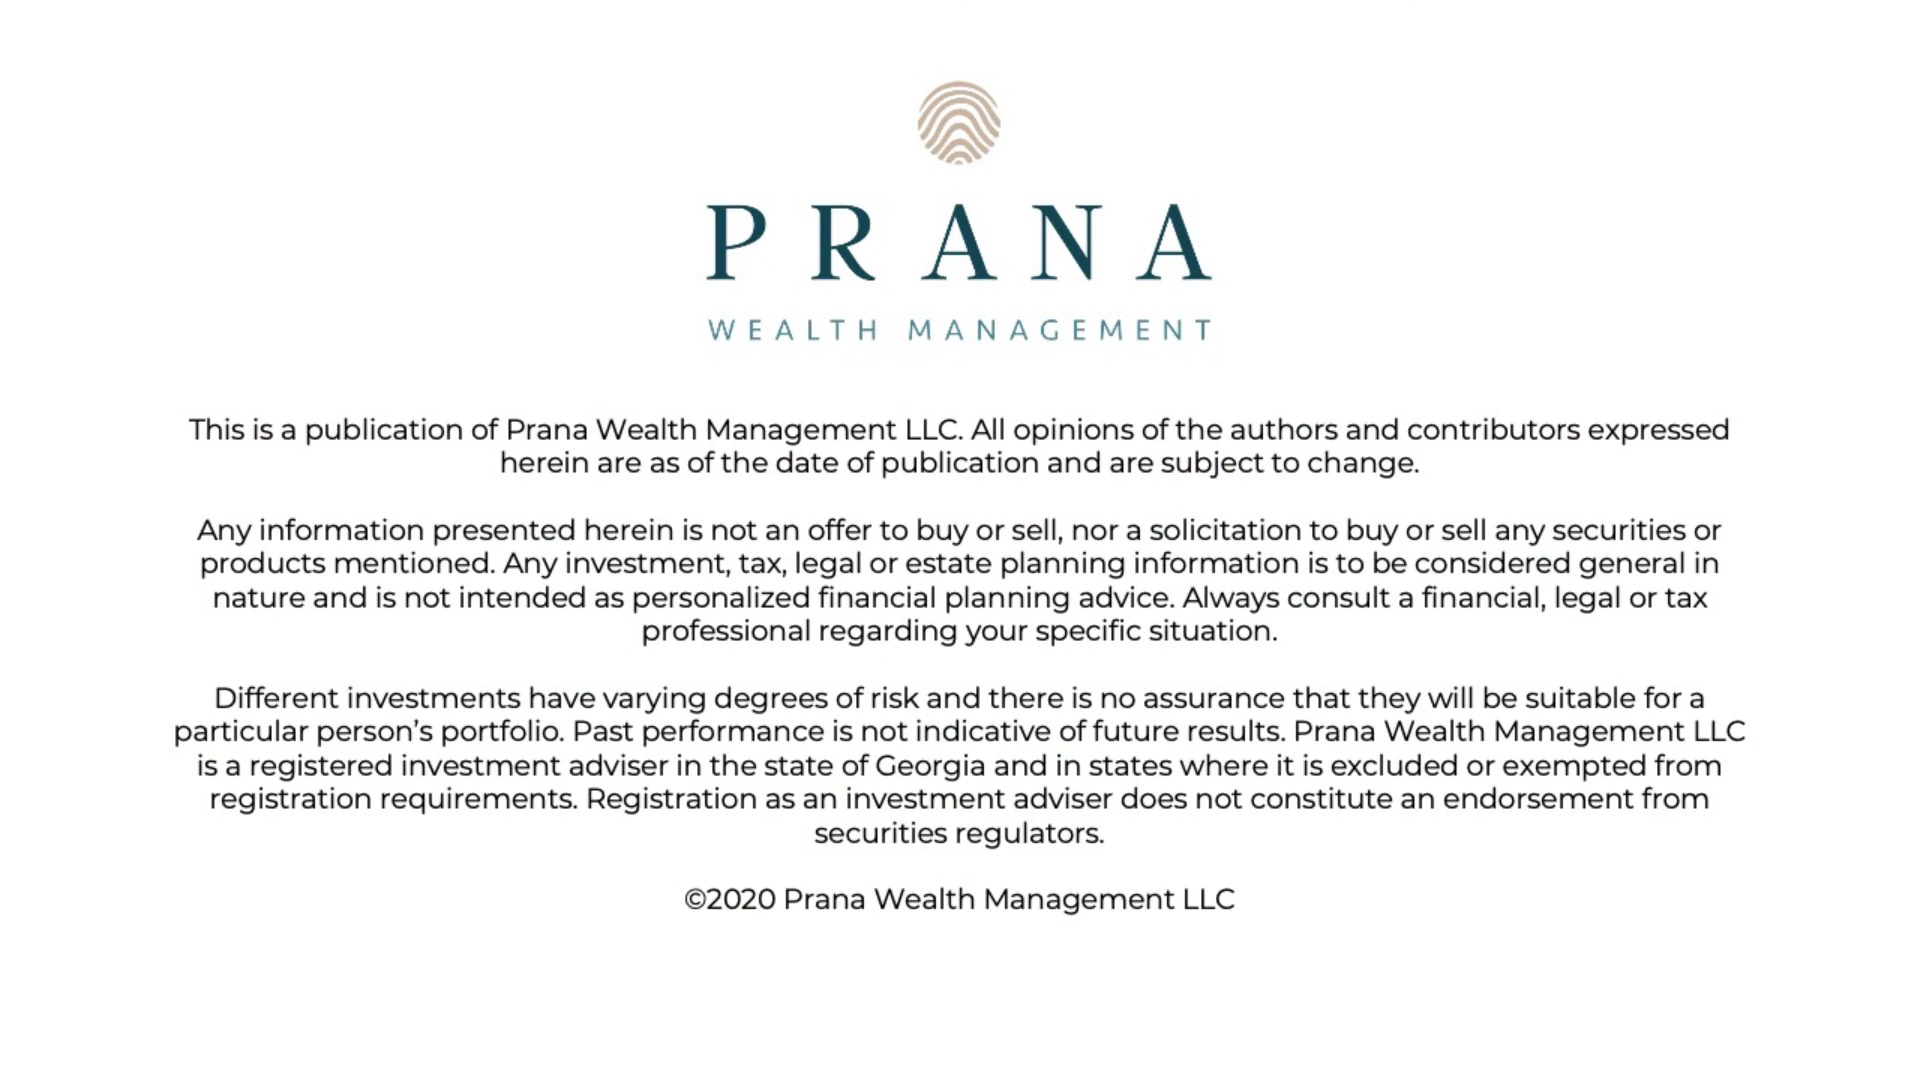 PRANA
WEALTH MANAGEMENT
This is a publication of Prana Wealth Management LLC. All opinions of the authors and contributors expressed
herein are as of the date of publication and are subject to change.
Any information presented herein is not an offer to buy or sell, nor a solicitation to buy or sell any securities or
products mentioned. Any investment, tax, legal or estate planning information is to be considered general in
nature and is not intended as personalized financial planning advice. Always consult a financial, legal or tax
professional regarding your specific situation.
Different investments have varying degrees of risk and there is no assurance that they will be suitable for a
particular person’s portfolio. Past performance is not indicative of future results. Prana Wealth Management LLC
is a registered investment adviser in the state of Georgia and in states where it is excluded or exempted from
registration requirements. Registration as an investment adviser does not constitute an endorsement from
securities regulators.
©2020 Prana Wealth Management LLC